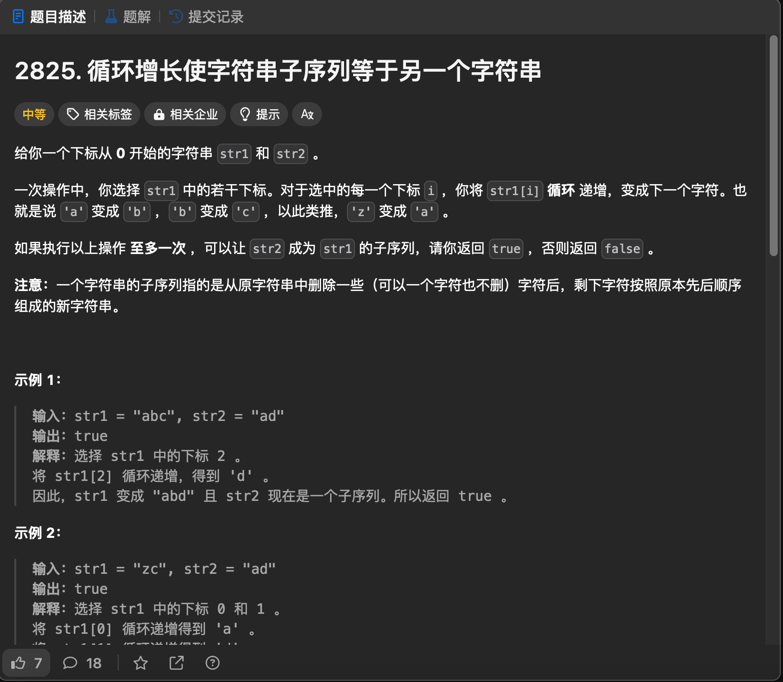 题目描述 题解 提交记录
2825. 循环增长使字符串子序列等于另一个字符串
中等 相关标签 相关企业 提示
给你一个下标从 0 开始的字符串 str1 和 str2 。
一次操作中，你选择 str1 中的若干下标。对于选中的每一个下标 i ，你将 str1[i] 循环 递增，变成下一个字符。也
就是说 'a' 变成 'b' ， 'b' 变成 'c' ，以此类推， 'z' 变成 'a' 。
如果执行以上操作 至多一次 ，可以让 str2 成为 str1 的子序列，请你返回 true ，否则返回 false 。
注意：一个字符串的子序列指的是从原字符串中删除一些（可以一个字符也不删）字符后，剩下字符按照原本先后顺序
组成的新字符串。
示例 1：
输入：str1 = "abc", str2 = "ad"
输出：true
解释：选择 str1 中的下标 2 。
将 str1[2] 循环递增，得到 'd' 。
因此，str1 变成 "abd" 且 str2 现在是一个子序列。所以返回 true 。
示例 2：
输入：str1 = "zc", str2 = "ad"
输出：true
解释：选择 str1 中的下标 0 和 1 。
将 str1[0] 循环递增得到 'a' 。
7 18